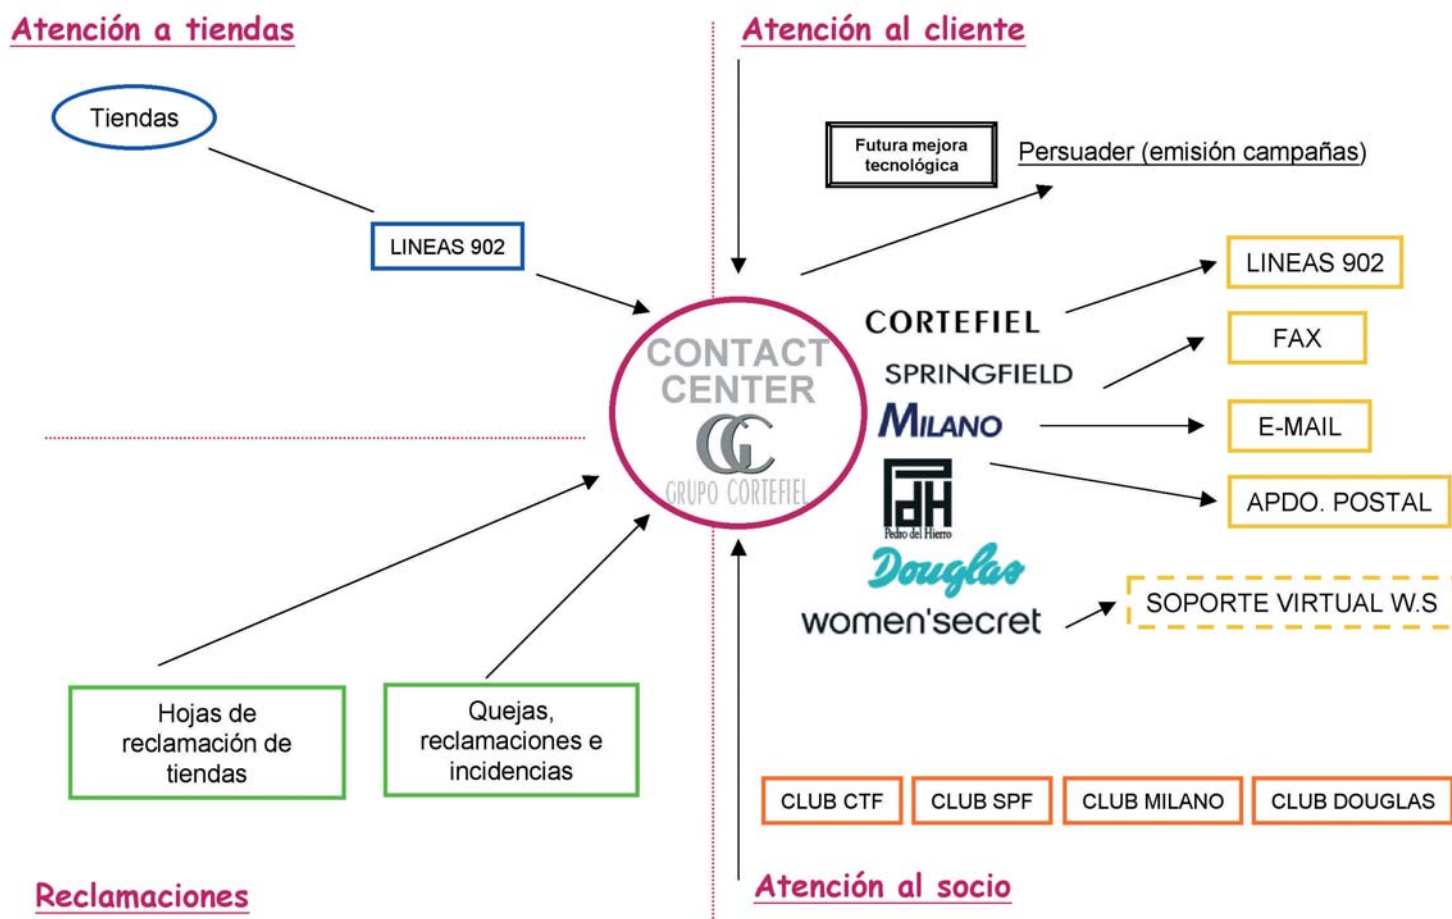 Atención a tiendas
Tiendas
LINEAS 902
Atención al cliente
Futura mejora
tecnológica
Persuader (emisión campañas)
CONTACT
CENTER
GC
GRUPO CORTEFIEL
CORTEFIEL
SPRINGFIELD
MILANO
PdH
Pedro del Hierro
Douglas
women'secret
LINEAS 902
FAX
E-MAIL
APDO. POSTAL
SOPORTE VIRTUAL W.S
Hojas de
reclamación de
tiendas
Quejas,
reclamaciones e
incidencias
Reclamaciones
CLUB CTF
CLUB SPF
CLUB MILANO
CLUB DOUGLAS
Atención al socio